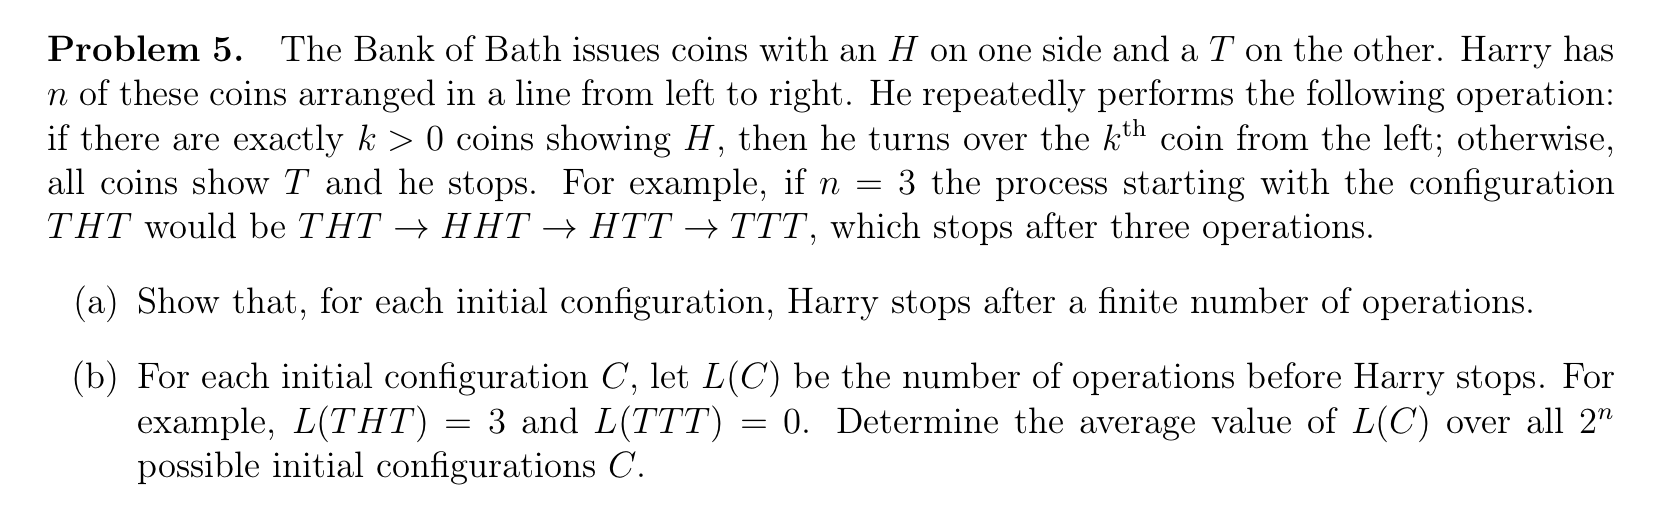 Problem 5. The Bank of Bath issues coins with an H on one side and a T on the other. Harry has
n of these coins arranged in a line from left to right. He repeatedly performs the following operation:
if there are exactly k > 0 coins showing H, then he turns over the kᵗʰ coin from the left; otherwise,
all coins show T and he stops. For example, if n = 3 the process starting with the configuration
THT would be THT → HHT → HTT → TTT, which stops after three operations.
(a) Show that, for each initial configuration, Harry stops after a finite number of operations.
(b) For each initial configuration C, let L(C) be the number of operations before Harry stops. For
example, L(THT) = 3 and L(TTT) = 0. Determine the average value of L(C) over all 2ⁿ
possible initial configurations C.